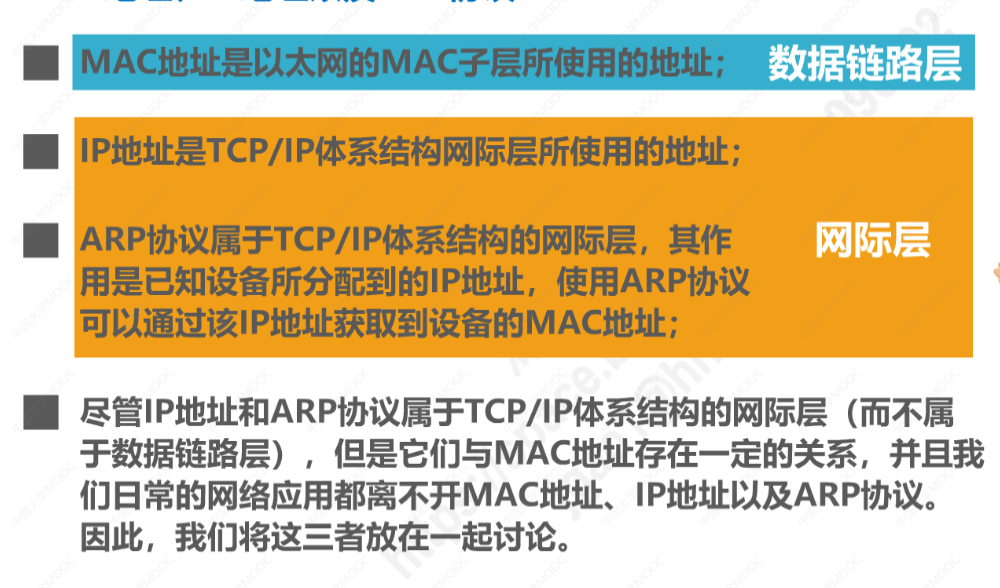 MAC地址是以太网的MAC子层所使用的地址； 数据链路层
IP地址是TCP/IP体系结构网际层所使用的地址；
ARP协议属于TCP/IP体系结构的网际层，其作 网际层
用是已知设备所分配到的IP地址，使用ARP协议
可以通过该IP地址获取到设备的MAC地址；
尽管IP地址和ARP协议属于TCP/IP体系结构的网际层（而不属
于数据链路层），但是它们与MAC地址存在一定的关系，并且我
们日常的网络应用都离不开MAC地址、IP地址以及ARP协议。
因此，我们将这三者放在一起讨论。